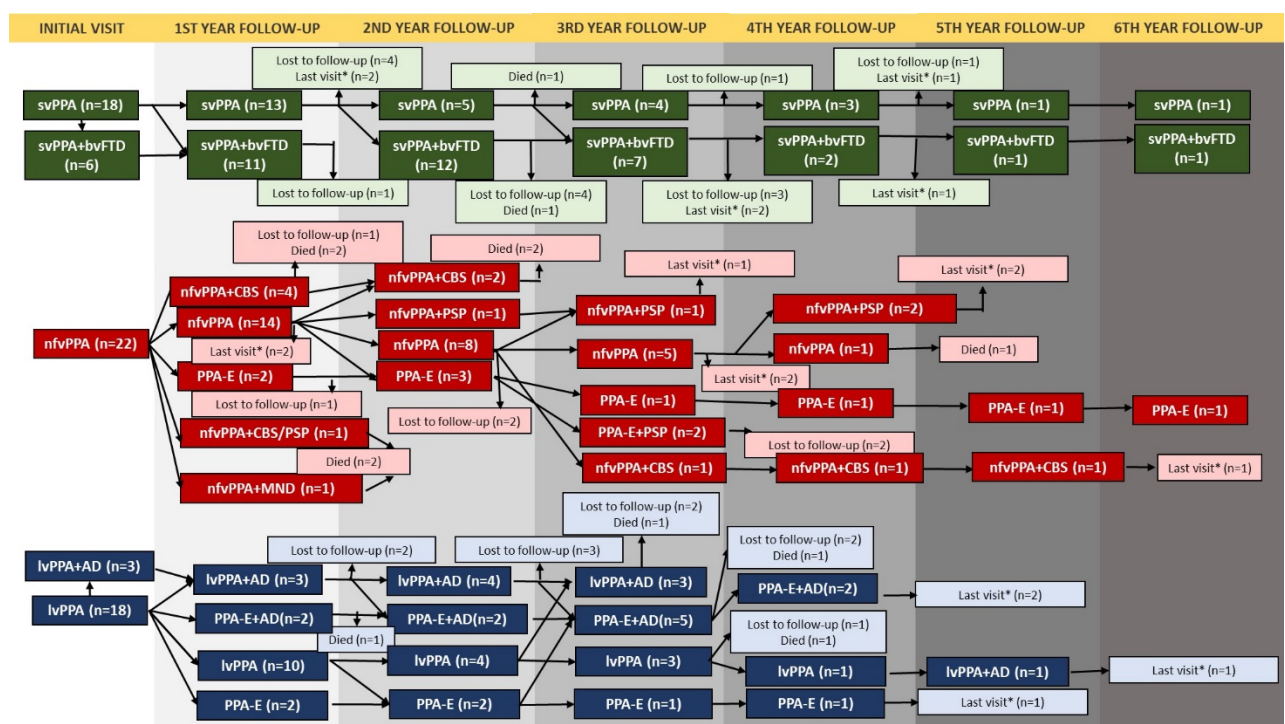 INITIAL VISIT
1ST YEAR FOLLOW-UP
2ND YEAR FOLLOW-UP
3RD YEAR FOLLOW-UP
4TH YEAR FOLLOW-UP
5TH YEAR FOLLOW-UP
6TH YEAR FOLLOW-UP
Lost to follow-up (n=4)
Last visit* (n=2)
Died (n=1)
Lost to follow-up (n=1)
Lost to follow-up (n=1)
Last visit* (n=1)
svPPA (n=18)
svPPA (n=13)
svPPA (n=5)
svPPA (n=4)
svPPA (n=3)
svPPA (n=1)
svPPA (n=1)
svPPA+bvFTD
(n=6)
svPPA+bvFTD
(n=11)
svPPA+bvFTD
(n=12)
svPPA+bvFTD
(n=7)
svPPA+bvFTD
(n=2)
svPPA+bvFTD
(n=1)
svPPA+bvFTD
(n=1)
Lost to follow-up (n=1)
Lost to follow-up (n=4)
Died (n=1)
Lost to follow-up (n=3)
Last visit* (n=2)
Last visit* (n=1)
Lost to follow-up (n=1)
Died (n=2)
Died (n=2)
Last visit* (n=1)
Last visit* (n=2)
nfvPPA+CBS (n=4)
nfvPPA+CBS (n=2)
nfvPPA (n=14)
nfvPPA+PSP (n=1)
nfvPPA+PSP (n=1)
nfvPPA+PSP (n=2)
nfvPPA (n=22)
Last visit* (n=2)
nfvPPA (n=8)
nfvPPA (n=5)
nfvPPA (n=1)
Died (n=1)
PPA-E (n=2)
PPA-E (n=3)
Last visit* (n=2)
Lost to follow-up (n=1)
Lost to follow-up (n=2)
PPA-E (n=1)
PPA-E (n=1)
PPA-E (n=1)
PPA-E (n=1)
nfvPPA+CBS/PSP (n=1)
PPA-E+PSP (n=2)
Lost to follow-up (n=2)
Died (n=2)
nfvPPA+CBS (n=1)
nfvPPA+CBS (n=1)
nfvPPA+CBS (n=1)
Last visit* (n=1)
nfvPPA+MND (n=1)
Lost to follow-up (n=2)
Died (n=1)
Lost to follow-up (n=2)
Lost to follow-up (n=3)
Lost to follow-up (n=2)
Died (n=1)
lvPPA+AD (n=3)
lvPPA+AD (n=3)
lvPPA+AD (n=4)
lvPPA+AD (n=3)
PPA-E+AD(n=2)
Last visit* (n=2)
lvPPA (n=18)
PPA-E+AD(n=2)
PPA-E+AD(n=2)
PPA-E+AD(n=5)
Died (n=1)
Lost to follow-up (n=1)
Died (n=1)
lvPPA (n=10)
lvPPA (n=4)
lvPPA (n=3)
lvPPA (n=1)
lvPPA+AD (n=1)
Last visit* (n=1)
PPA-E (n=2)
PPA-E (n=2)
PPA-E (n=1)
PPA-E (n=1)
Last visit* (n=1)